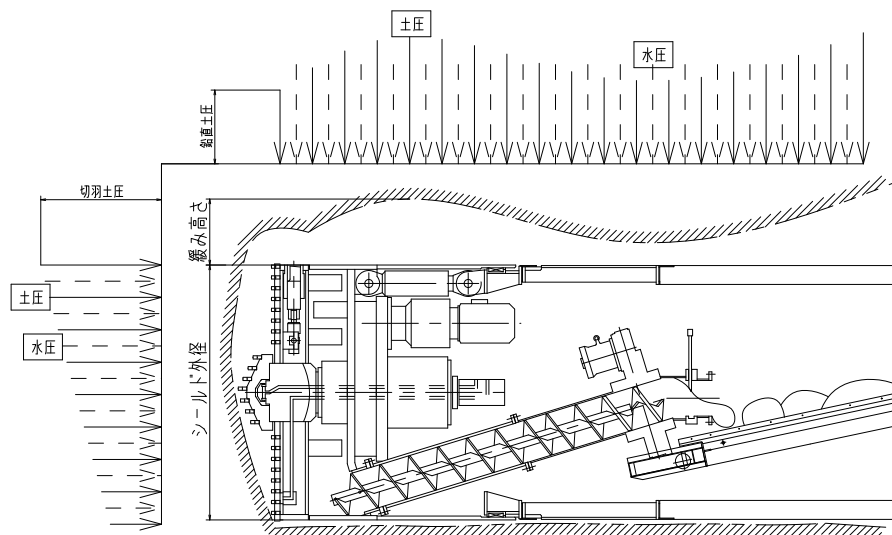 土圧
水圧
鉛直土圧
切羽土圧
緩み高さ
土圧
水圧
シールド外径